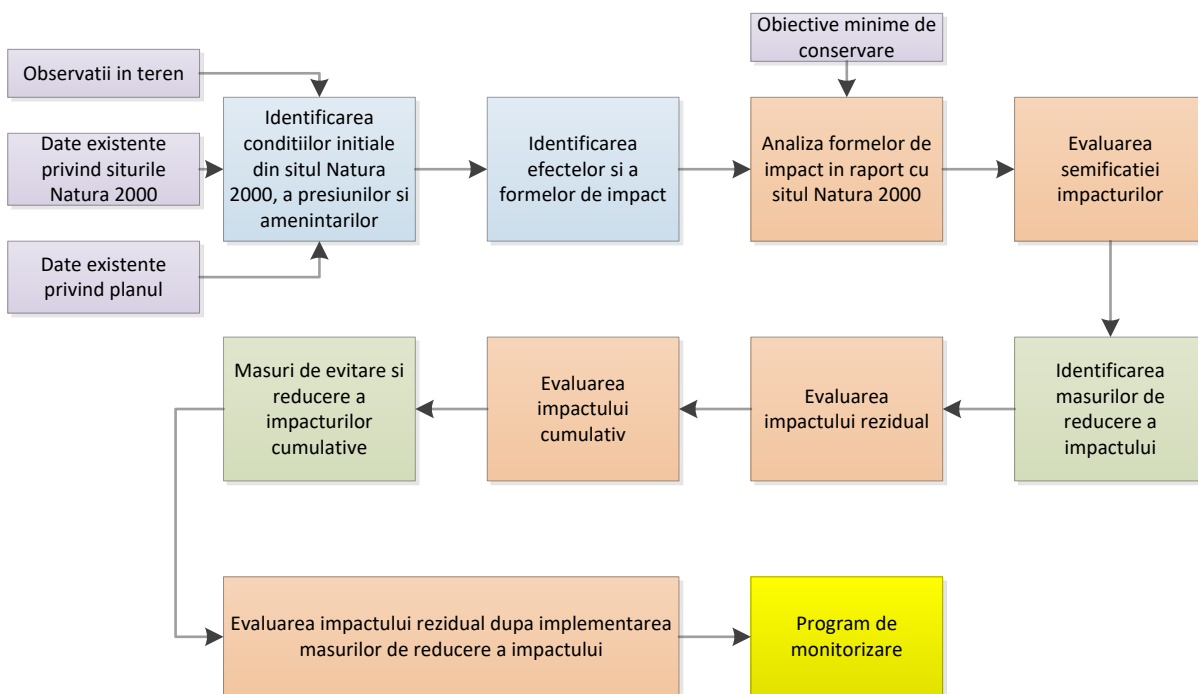 Obiective minime de
conservare
Observatii in teren
Date existente
privind siturile
Natura 2000
Date existente
privind planul
Identificarea
conditiilor initiale
din situl Natura
2000, a presiunilor si
amenintarilor
Identificarea
efectelor si a
formelor de impact
Analiza formelor de
impact in raport cu
situl Natura 2000
Evaluarea
semificatiei
impacturilor
Identificarea
masurilor de
reducere a
impactului
Evaluarea
impactului rezidual
Evaluarea
impactului
cumulativ
Masuri de evitare si
reducere a
impacturilor
cumulative
Evaluarea impactului rezidual dupa implementarea
masurilor de reducere a impactului
Program de
monitorizare